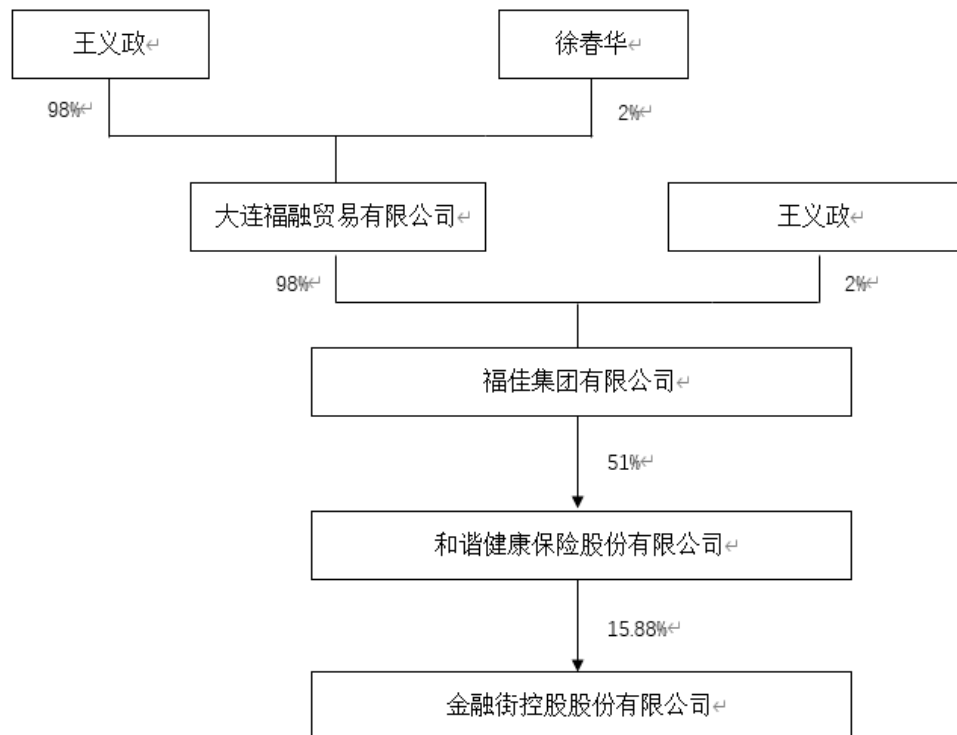 王义政
徐春华
98%
2%
大连福融贸易有限公司
王义政
98%
2%
福佳集团有限公司
51%
和谐健康保险股份有限公司
15.88%
金融街控股股份有限公司